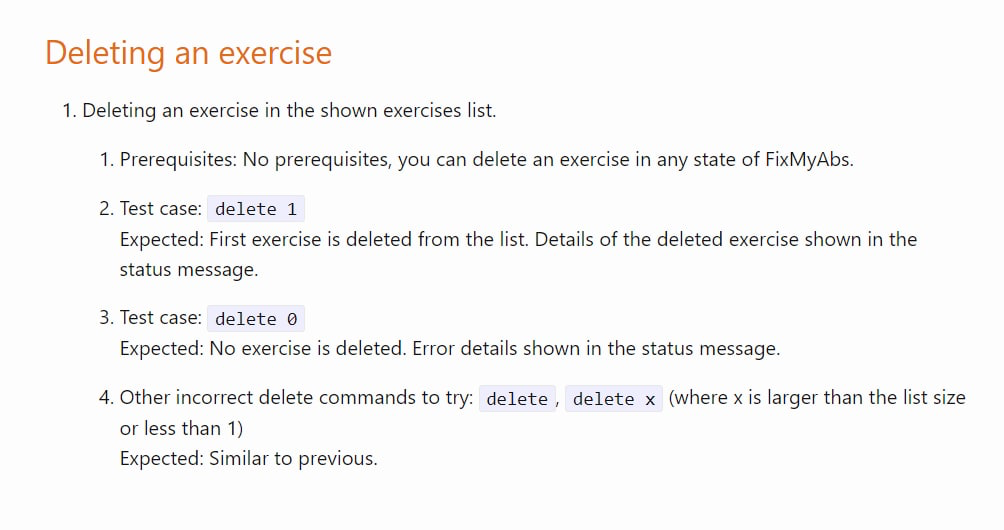 Deleting an exercise
1. Deleting an exercise in the shown exercises list.
1. Prerequisites: No prerequisites, you can delete an exercise in any state of FixMyAbs.
2. Test case: delete 1
Expected: First exercise is deleted from the list. Details of the deleted exercise shown in the
status message.
3. Test case: delete 0
Expected: No exercise is deleted. Error details shown in the status message.
4. Other incorrect delete commands to try: delete, delete x (where x is larger than the list size
or less than 1)
Expected: Similar to previous.